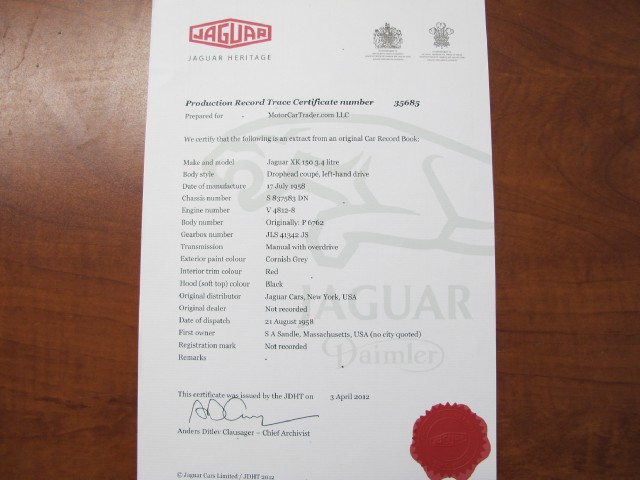 JAGUAR
JAGUAR HERITAGE
Production Record Trace Certificate number 35685
Prepared for - MotorCarTrader.com LLC
We certify that the following is an extract from an original Car Record Book:
Make and model Jaguar XK 150 3.4 litre
Body style Drophead coupé, left-hand drive
Date of manufacture 17 July 1958
Chassis number S 837583 DN
Engine number V 4812-8
Body number Originally: P 6762
Gearbox number JLS 41342 JS
Transmission Manual with overdrive
Exterior paint colour Cornish Grey
Interior trim colour Red
Hood (soft top) colour Black
Original distributor Jaguar Cars, New York, USA
Original dealer Not recorded
Date of dispatch 21 August 1958
First owner S A Sandle, Massachusetts, USA (no city quoted)
Registration mark Not recorded
Remarks -
JAGUAR
Daimler
This certificate was issued by the JDHT on 3 April 2012
Anders Ditlev Clausager – Chief Archivist
© Jaguar Cars Limited / JDHT 2012